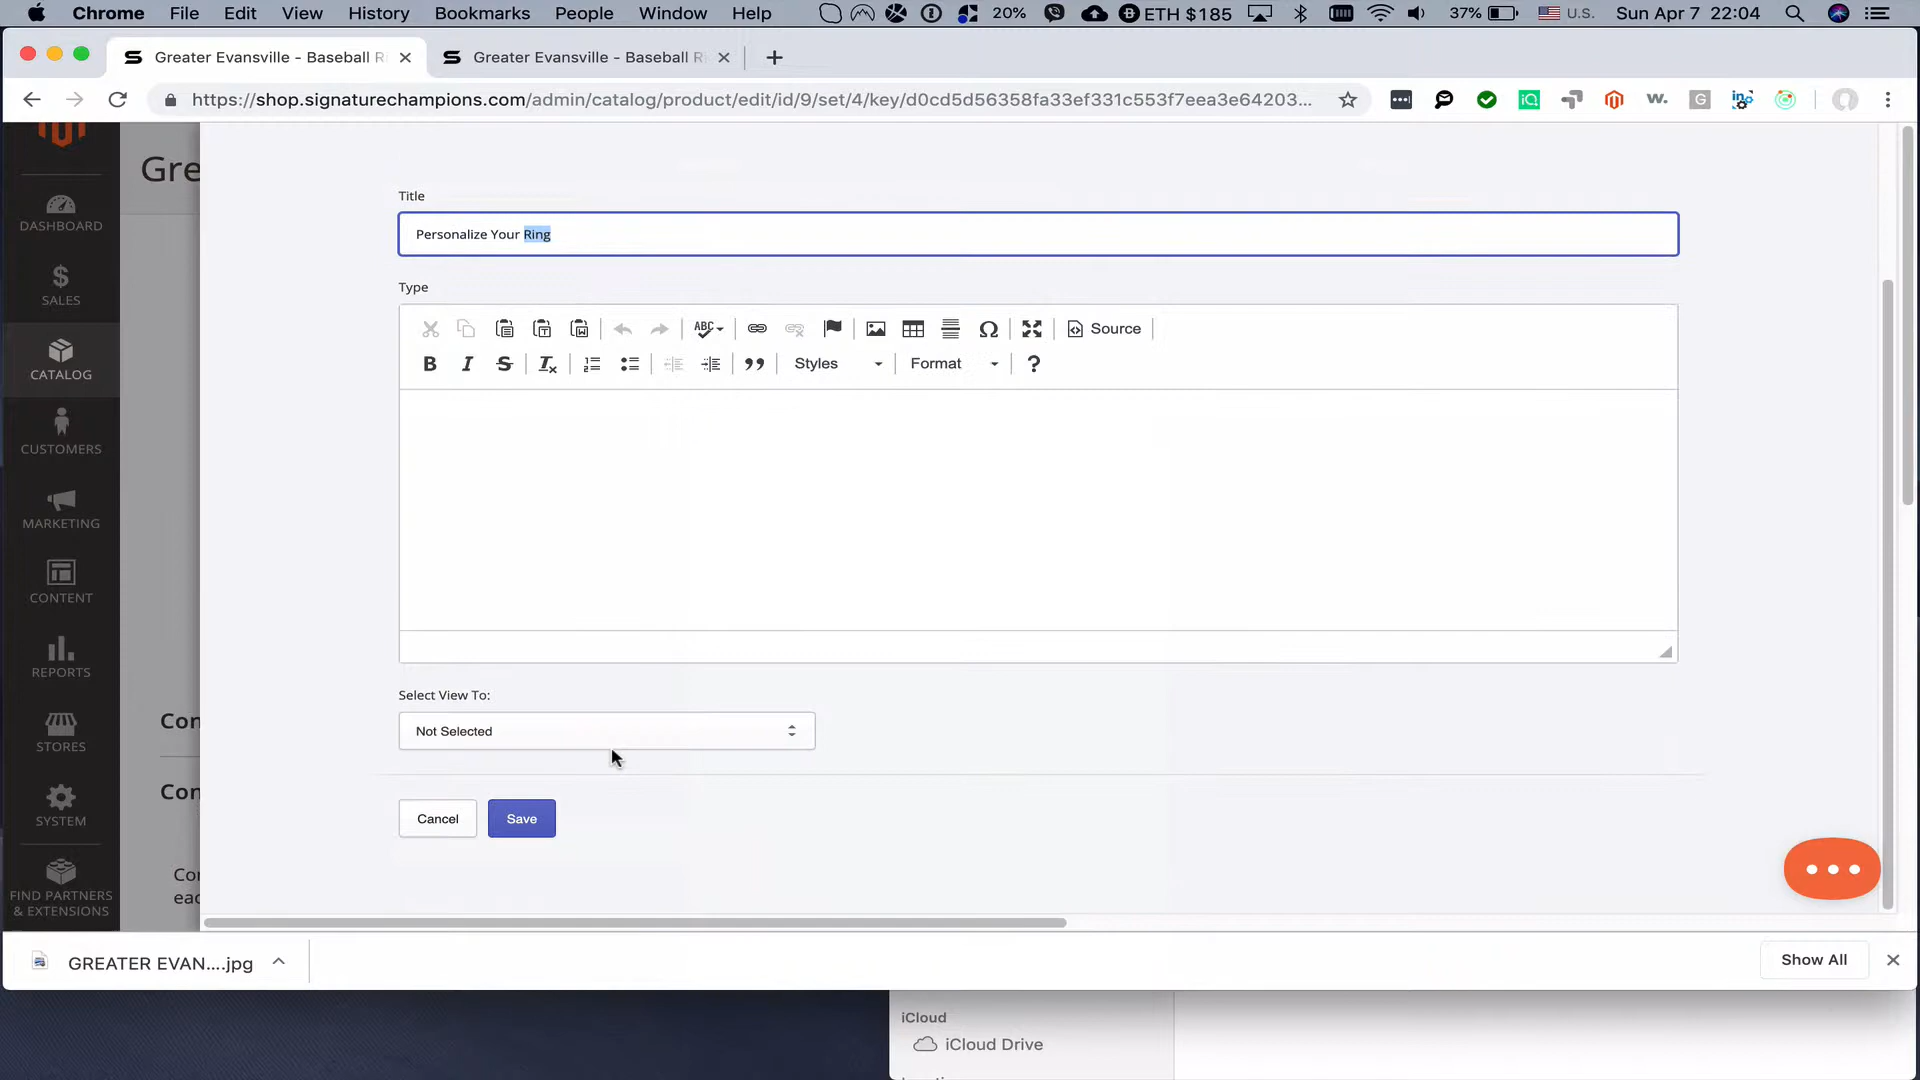 Chrome File Edit View History Bookmarks People Window Help 20% ETH $185 37% U.S. Sun Apr 7 22:04
Greater Evansville - Baseball R
Greater Evansville - Baseball R
https://shop.signaturechampions.com/admin/catalog/product/edit/id/9/set/4/key/d0cd5d56358fa33ef331c553f7eea3e64203...
Gre
DASHBOARD
SALES
CATALOG
CUSTOMERS
MARKETING
CONTENT
REPORTS
STORES
SYSTEM
FIND PARTNERS
& EXTENSIONS
Con
Con
Cor
eac
Title
Personalize Your Ring
Type
ABC
Source
B I S Styles Format ?
Select View To:
Not Selected
Cancel Save
GREATER EVAN....jpg
Show All
iCloud
iCloud Drive